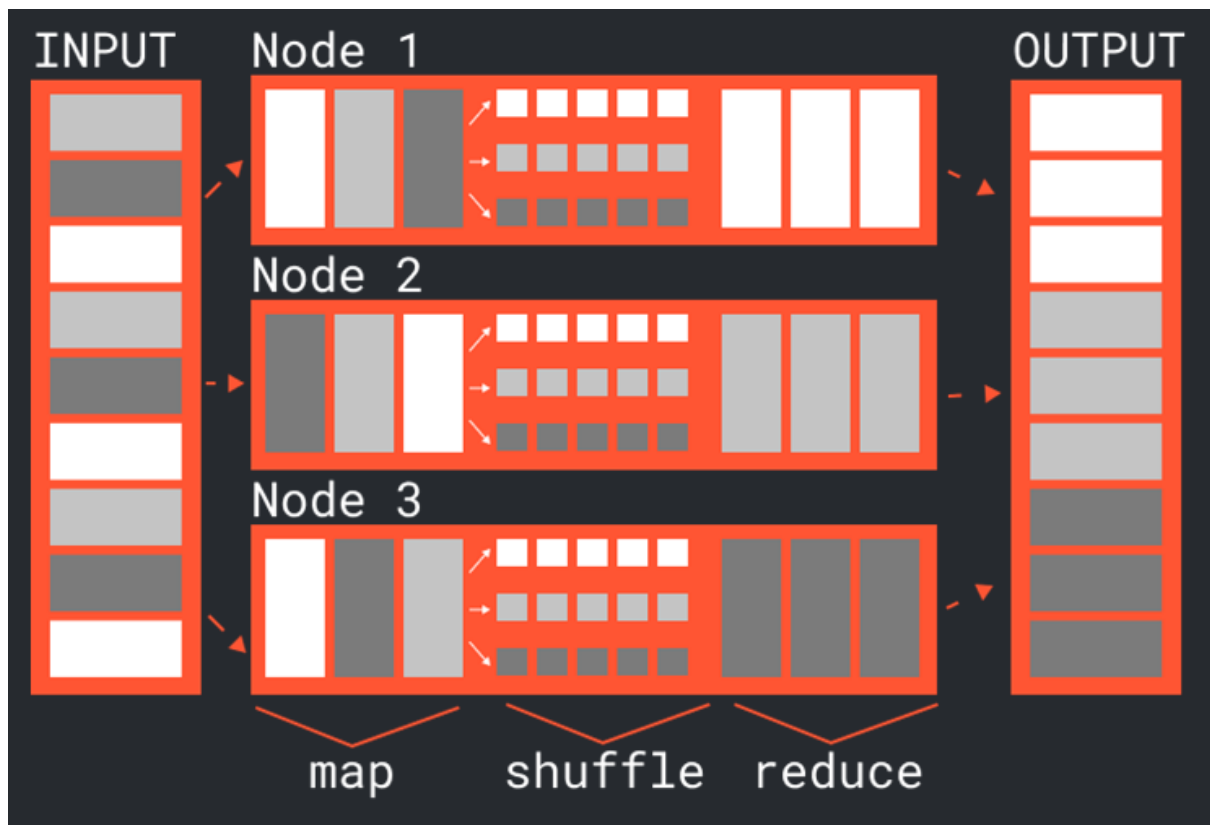 INPUT
Node 1
OUTPUT
Node 2
Node 3
map
shuffle
reduce